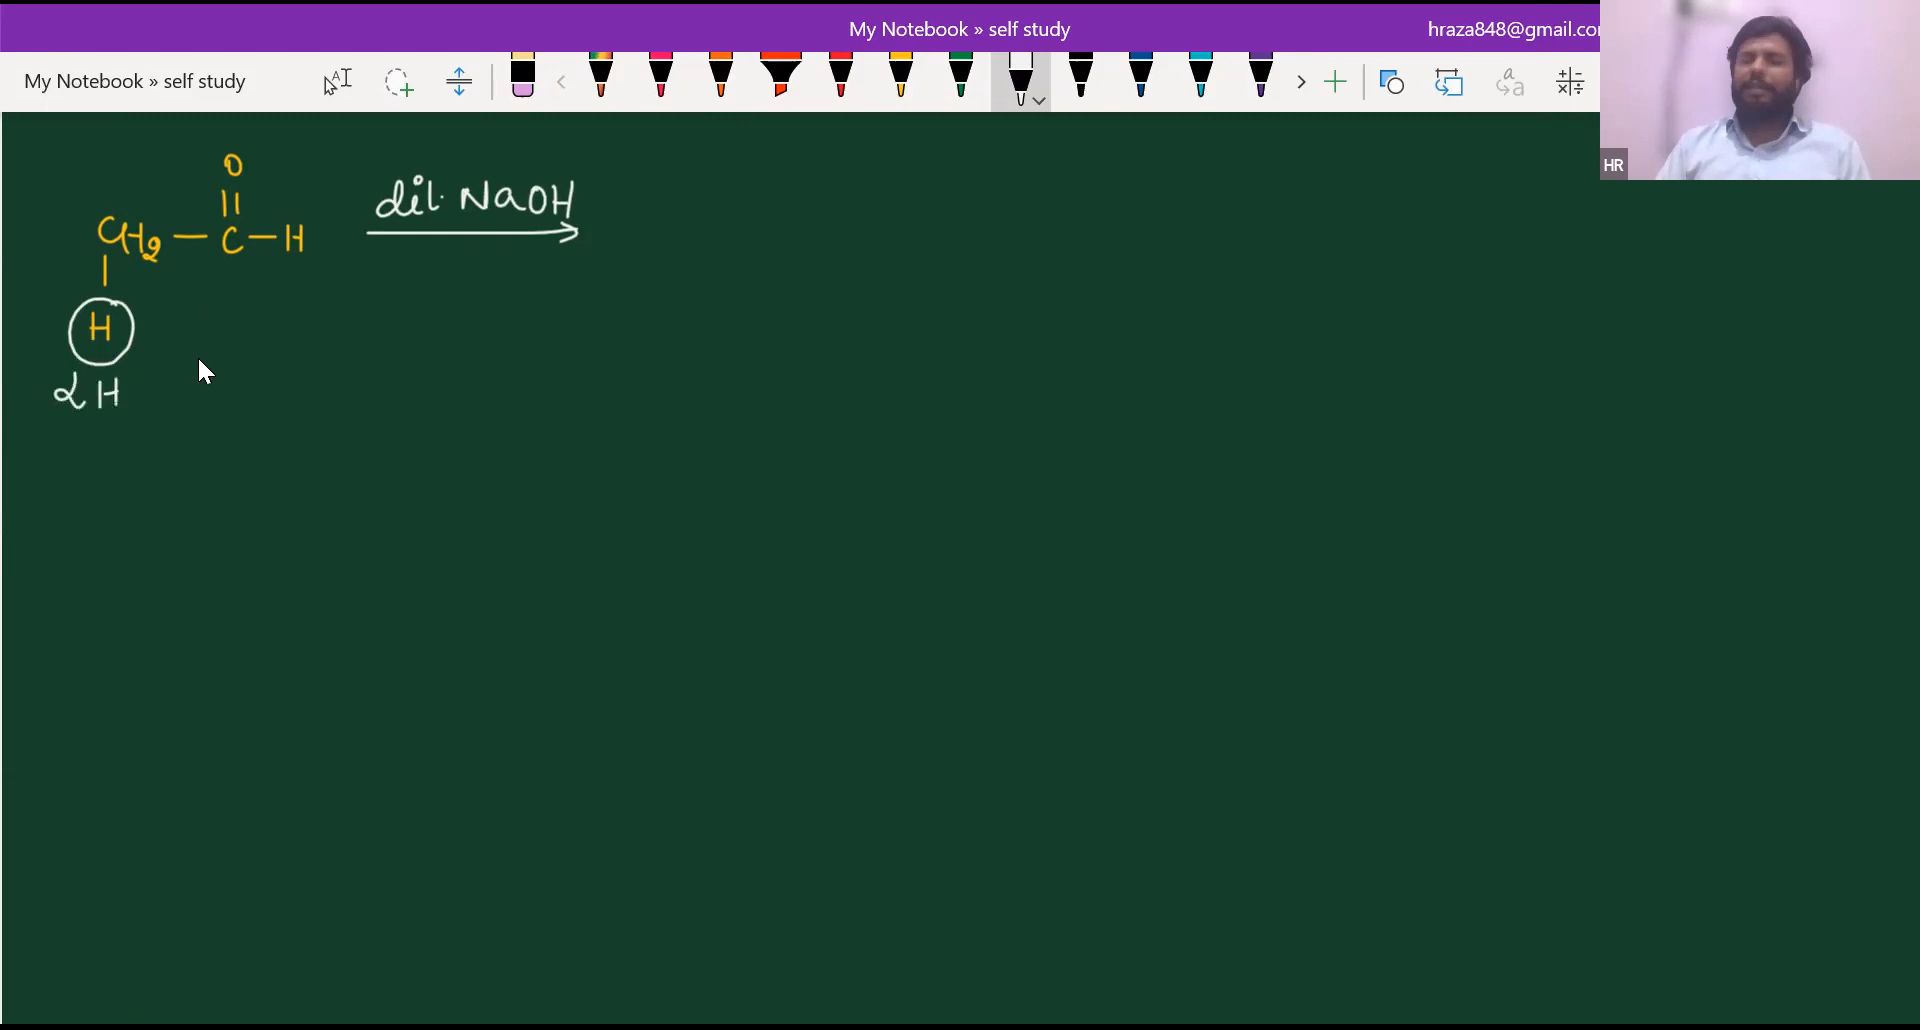 My Notebook » self study
hraza848@gmail.co
My Notebook » self study
HR
O
||
CH2 — C — H
|
H
α H
dil. NaOH